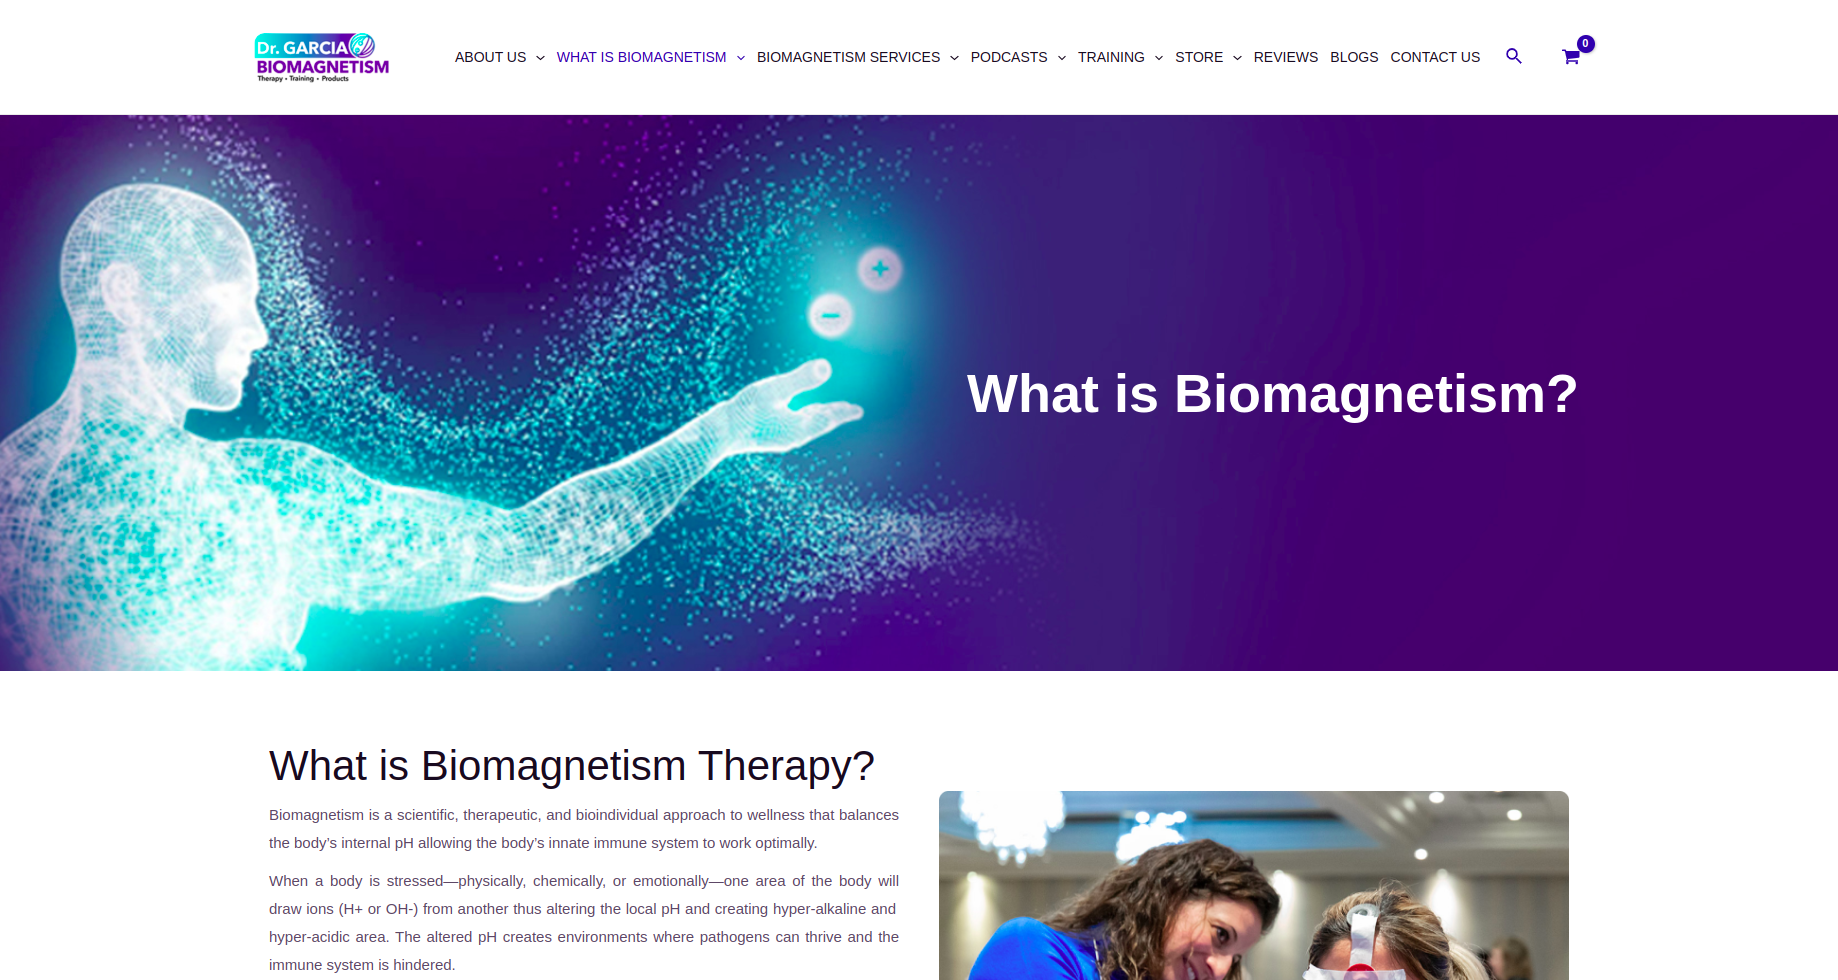 Dr. GARCIA
BIOMAGNETISM
Therapy • Training • Products
ABOUT US WHAT IS BIOMAGNETISM BIOMAGNETISM SERVICES PODCASTS TRAINING STORE REVIEWS BLOGS CONTACT US 0
+
−
What is Biomagnetism?
What is Biomagnetism Therapy?
Biomagnetism is a scientific, therapeutic, and bioindividual approach to wellness that balances
the body’s internal pH allowing the body’s innate immune system to work optimally.
When a body is stressed—physically, chemically, or emotionally—one area of the body will
draw ions (H+ or OH-) from another thus altering the local pH and creating hyper-alkaline and
hyper-acidic area. The altered pH creates environments where pathogens can thrive and the
immune system is hindered.